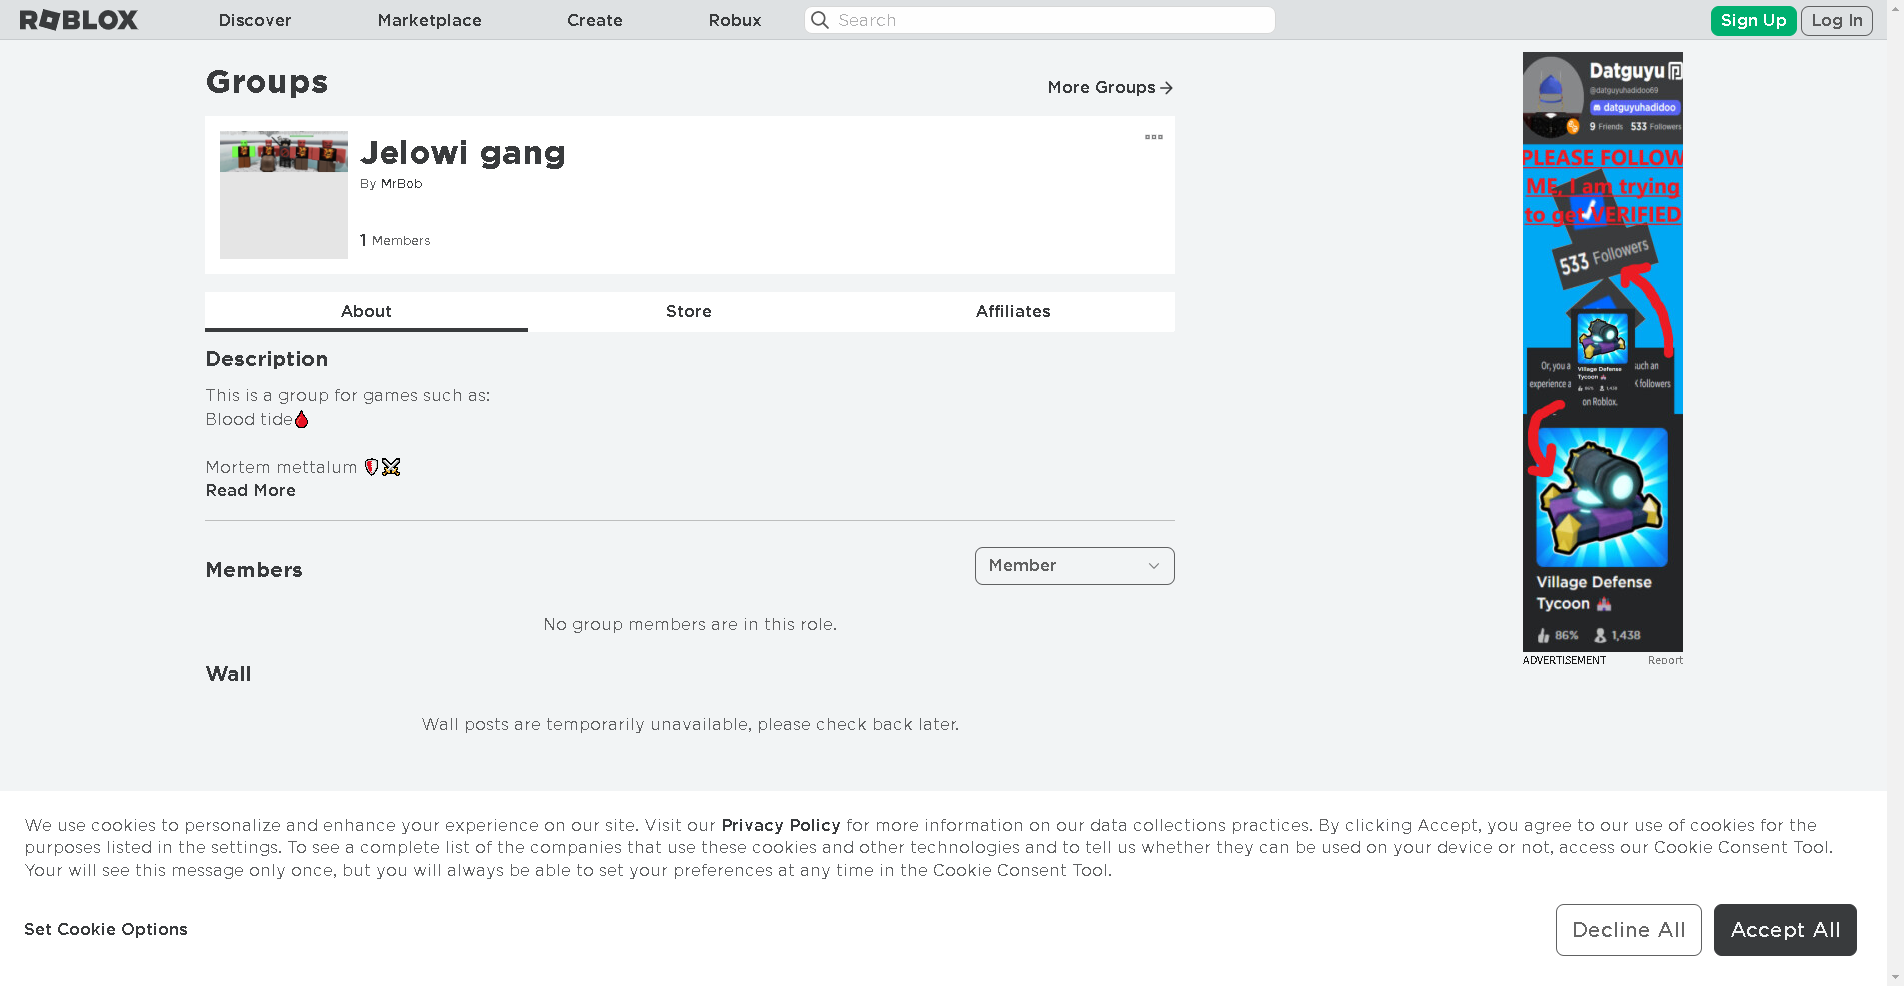 ROBLOX
Discover
Marketplace
Create
Robux
Search
Sign Up
Log In
Groups
More Groups
Jelowi gang
By MrBob
1 Members
About
Store
Affiliates
Description
This is a group for games such as:
Blood tide🩸
Mortem mettalum 🛡⚔
Read More
Members
Member
No group members are in this role.
Wall
Wall posts are temporarily unavailable, please check back later.
Datguyu
@datguyuhadidoo69
datguyuhadidoo
9 Friends 533 Followers
PLEASE FOLLOW
ME, I am trying
to get VERIFIED
533 Followers
Or, you a
such an
experience a
followers
on Roblox.
Village Defense
Tycoon
86% 1,438
Village Defense
Tycoon
86% 1,438
ADVERTISEMENT
Report
We use cookies to personalize and enhance your experience on our site. Visit our Privacy Policy for more information on our data collections practices. By clicking Accept, you agree to our use of cookies for the
purposes listed in the settings. To see a complete list of the companies that use these cookies and other technologies and to tell us whether they can be used on your device or not, access our Cookie Consent Tool.
Your will see this message only once, but you will always be able to set your preferences at any time in the Cookie Consent Tool.
Set Cookie Options
Decline All
Accept All